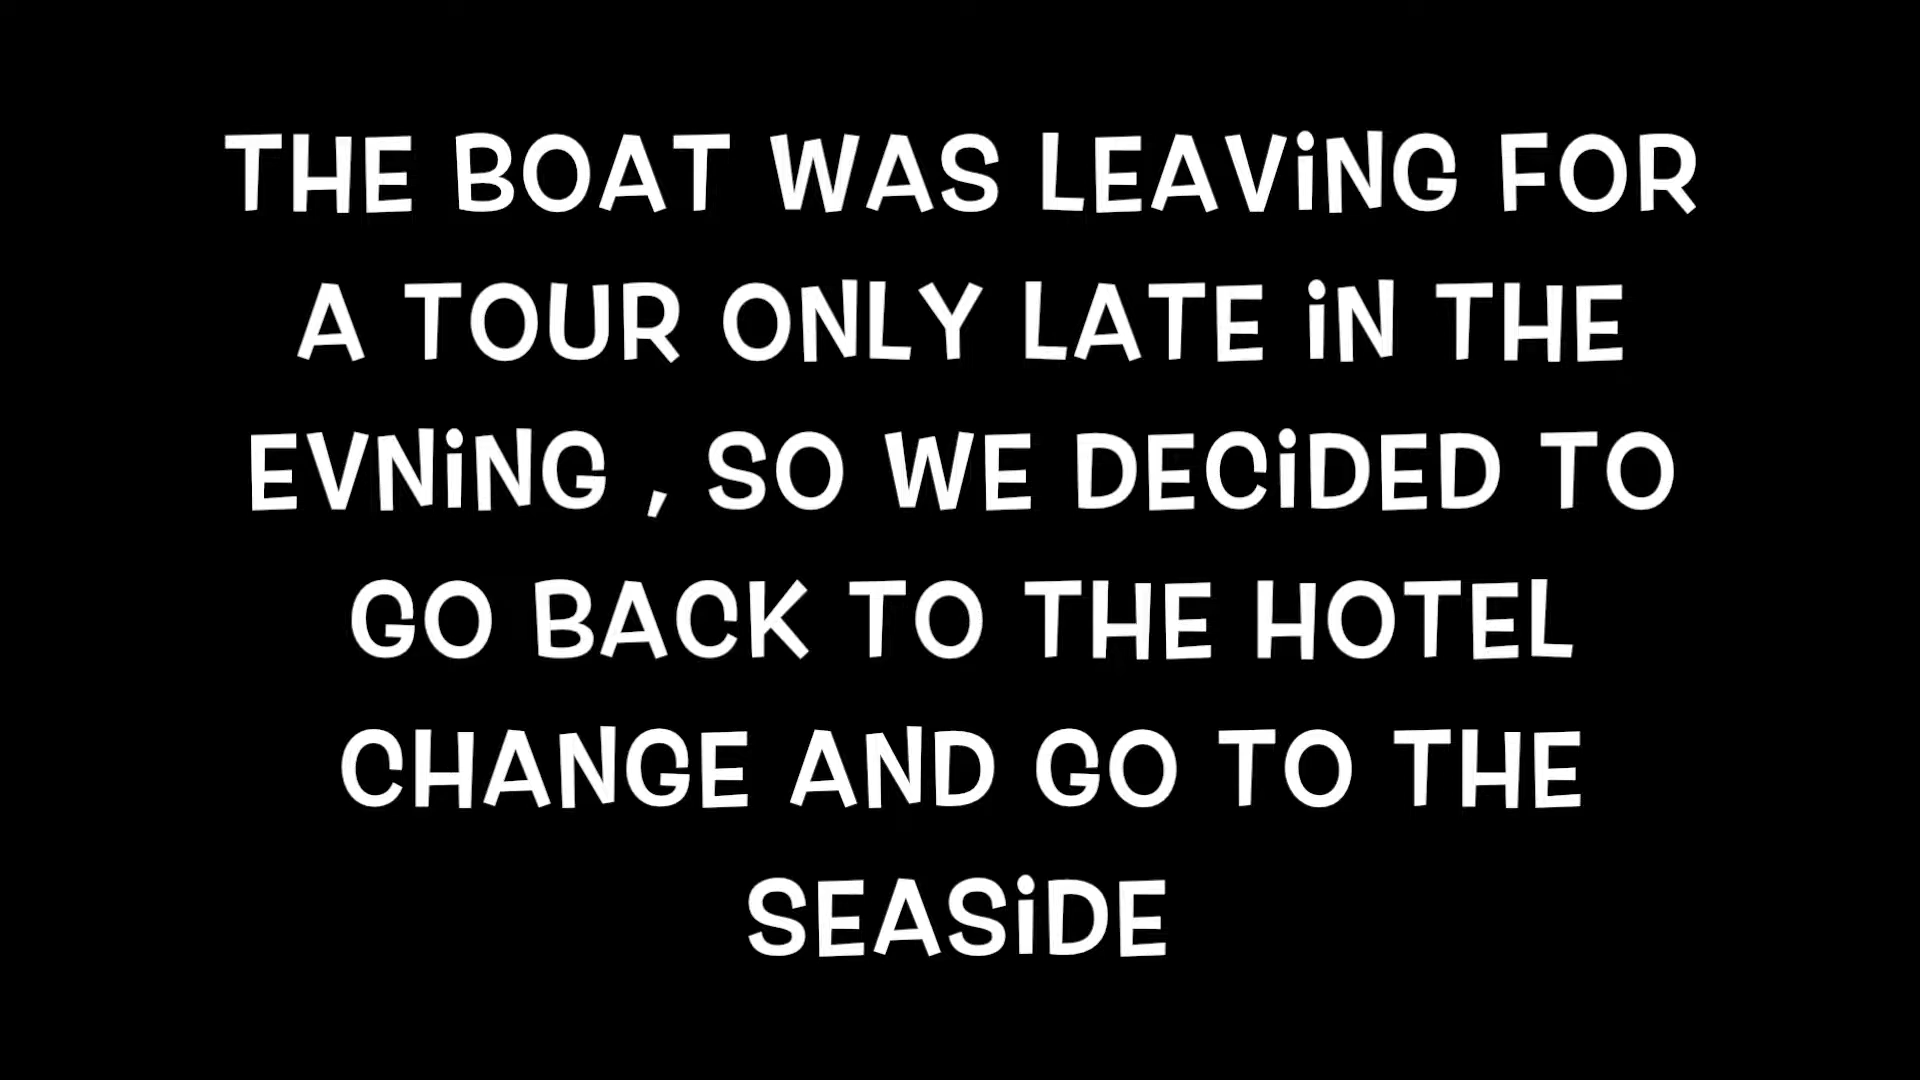 THE BOAT WAS LEAVING FOR
A TOUR ONLY LATE IN THE
EVNING , SO WE DECIDED TO
GO BACK TO THE HOTEL
CHANGE AND GO TO THE
SEASIDE